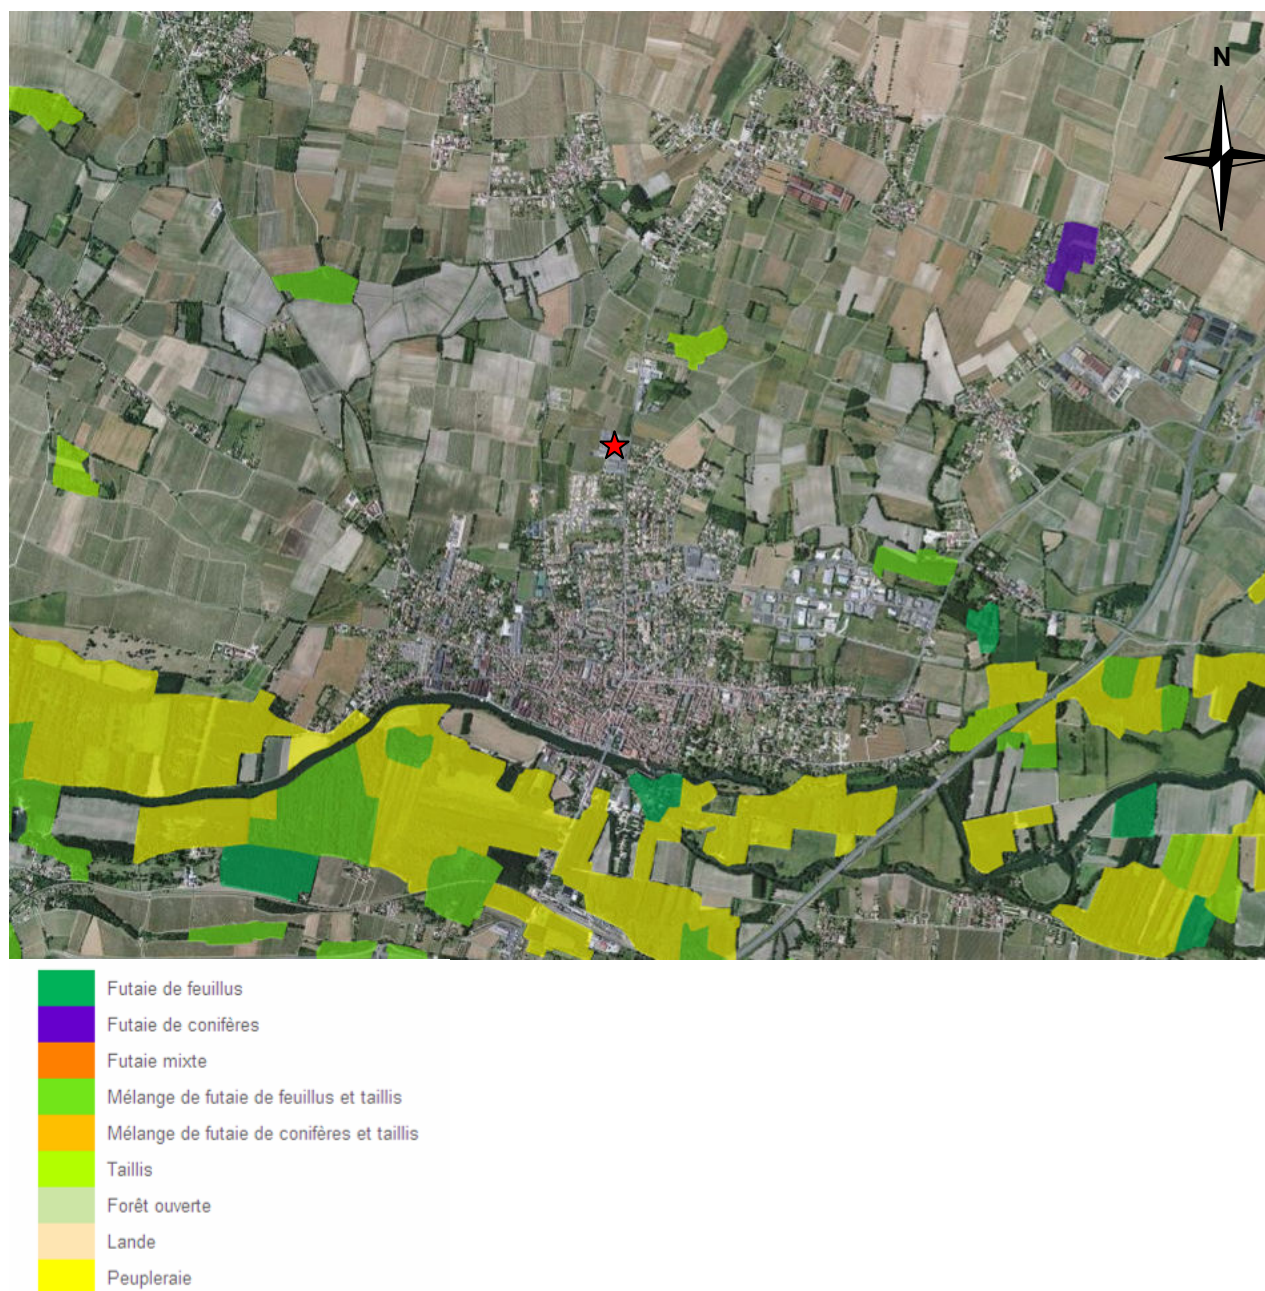 N
Futaie de feuillus
Futaie de conifères
Futaie mixte
Mélange de futaie de feuillus et taillis
Mélange de futaie de conifères et taillis
Taillis
Forêt ouverte
Lande
Peupleraie